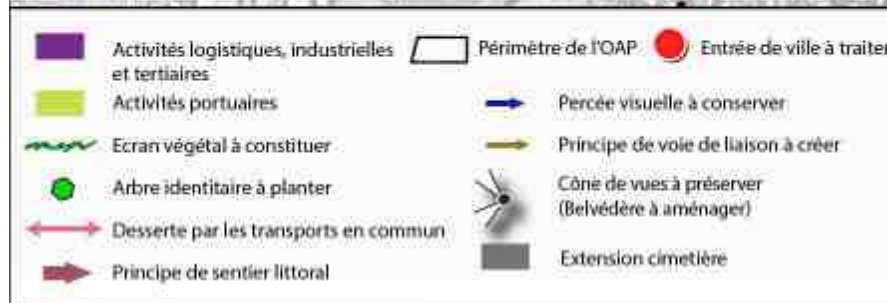 Activités logistiques, industrielles
et tertiaires
Périmètre de l'OAP
Entrée de ville à traiter
Activités portuaires
Percée visuelle à conserver
Ecran végétal à constituer
Principe de voie de liaison à créer
Arbre identitaire à planter
Cône de vues à préserver
(Belvédère à aménager)
Desserte par les transports en commun
Extension cimetière
Principe de sentier littoral